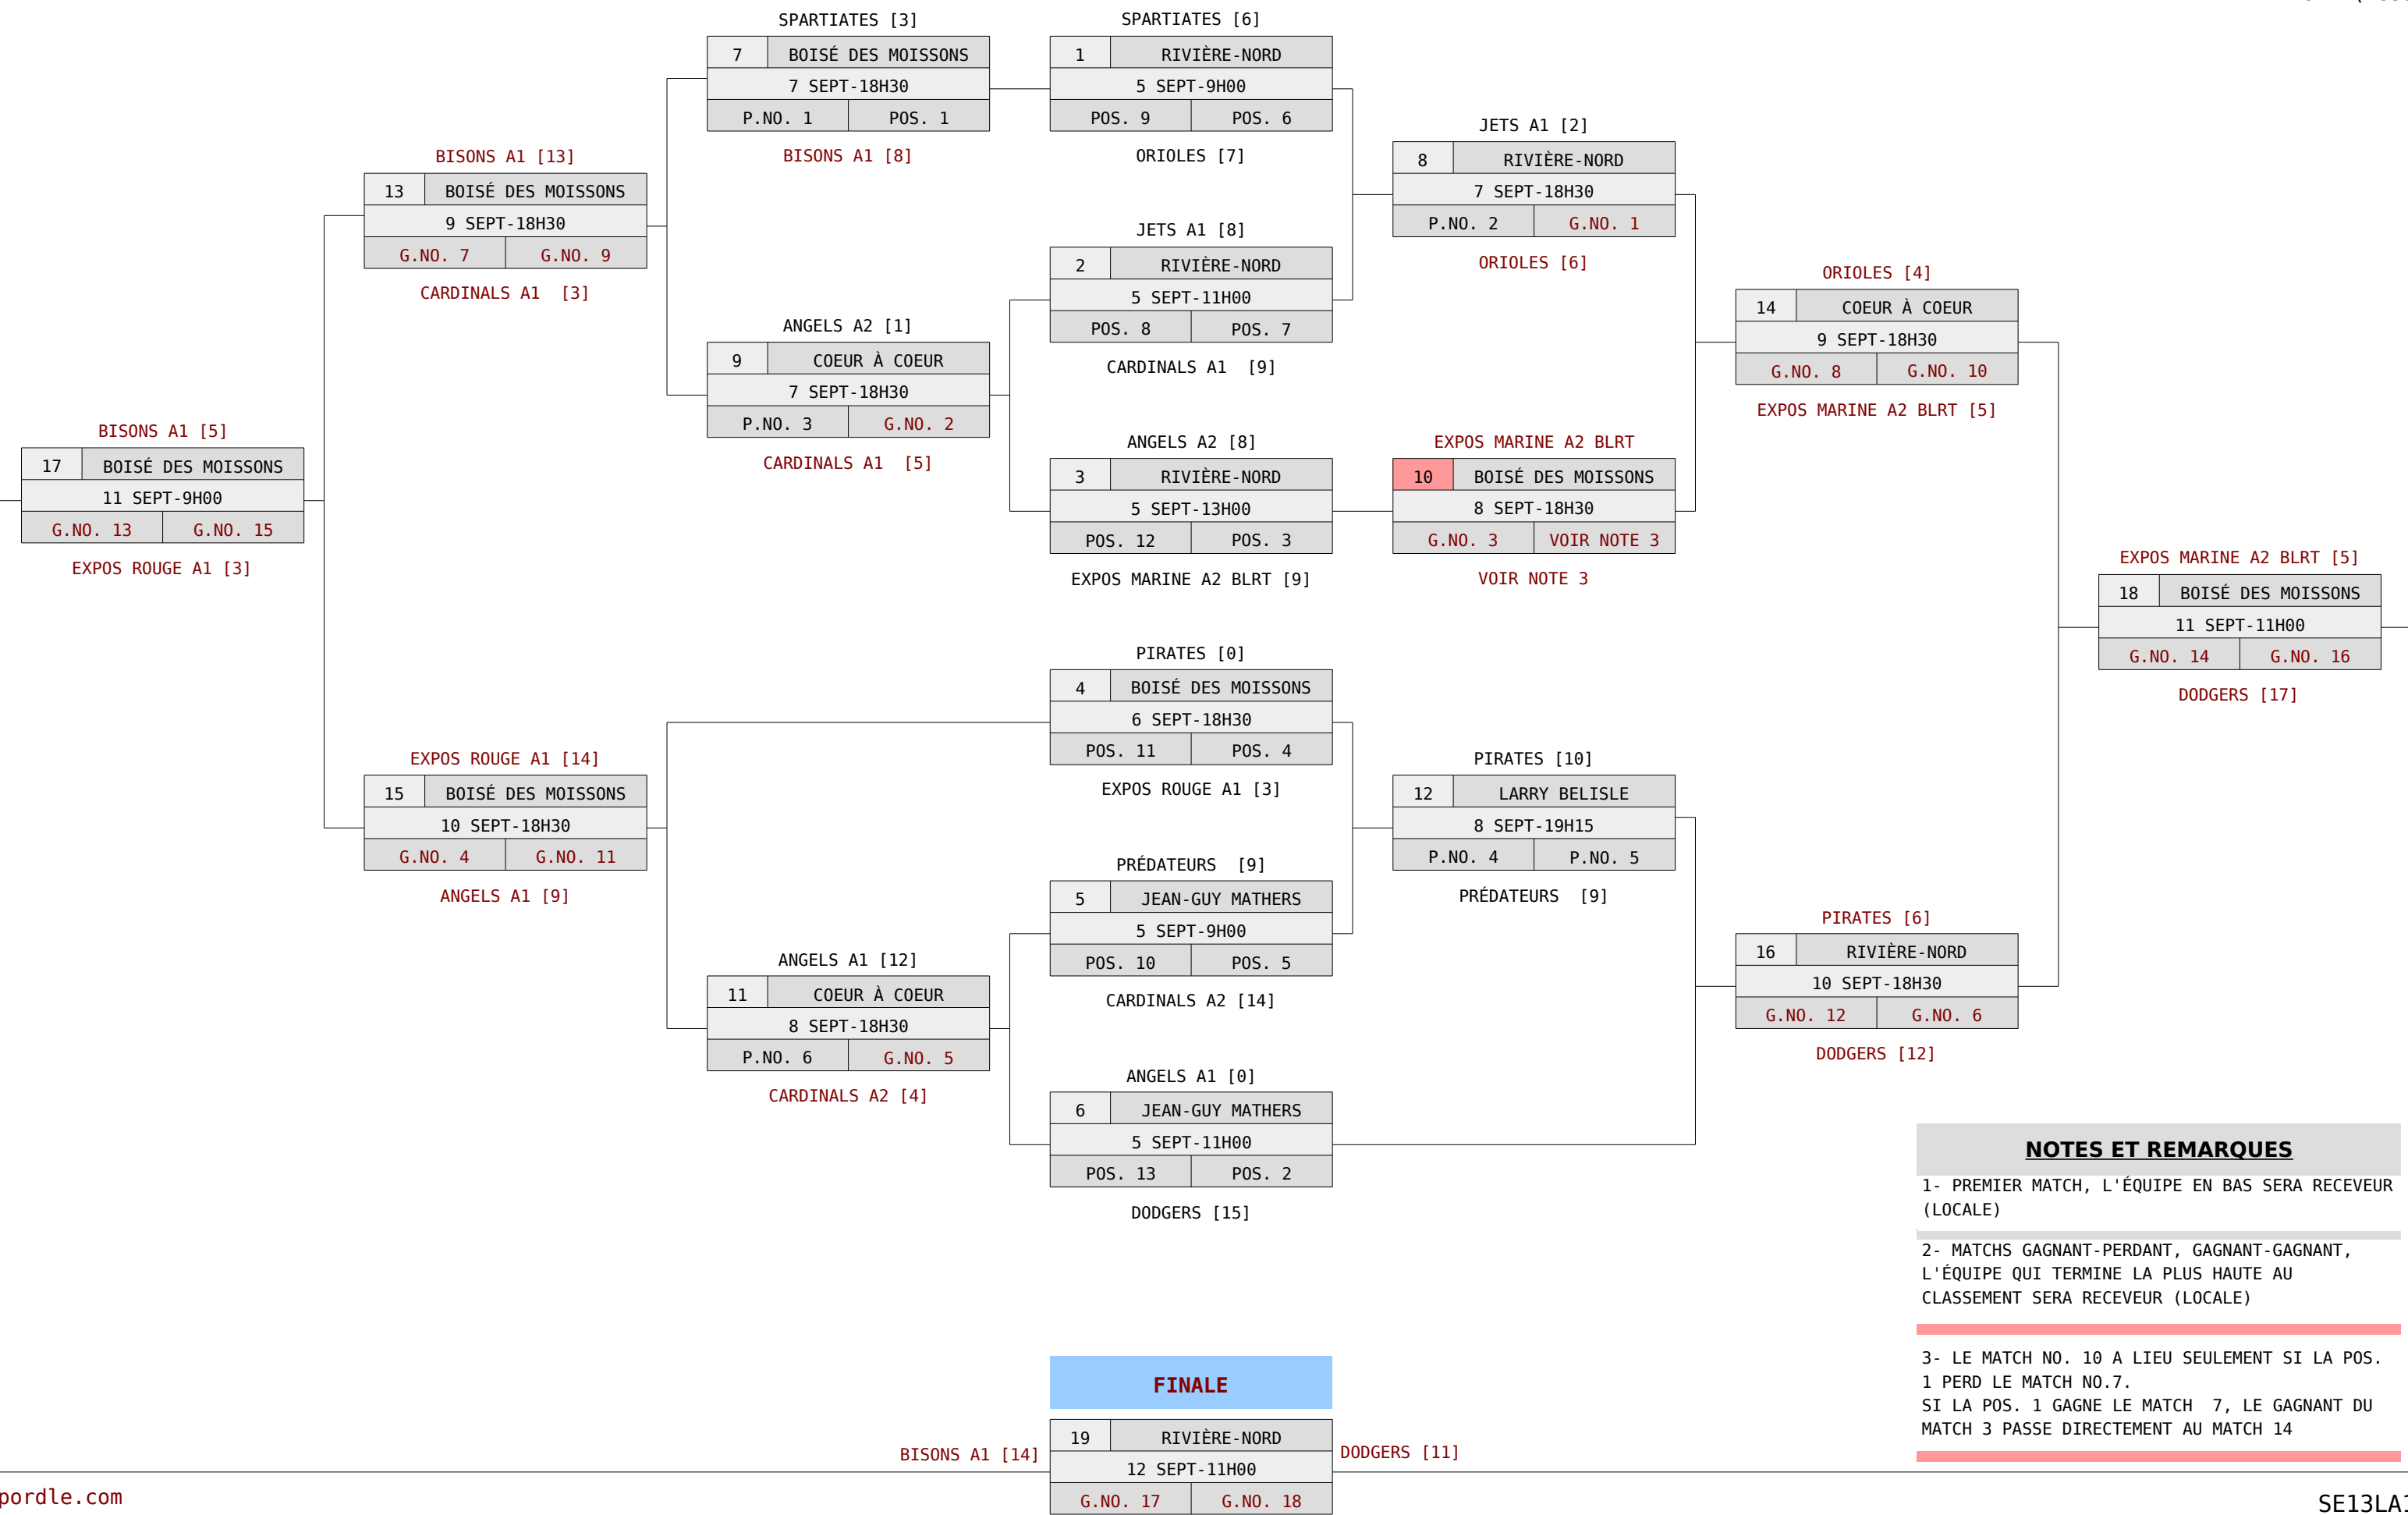 SPARTIATES [3]
7 BOISÉ DES MOISSONS
7 SEPT-18H30
P.NO. 1 POS. 1
BISONS A1 [8]
SPARTIATES [6]
1 RIVIÈRE-NORD
5 SEPT-9H00
POS. 9 POS. 6
ORIOLES [7]
JETS A1 [2]
8 RIVIÈRE-NORD
7 SEPT-18H30
P.NO. 2 G.NO. 1
ORIOLES [6]
BISONS A1 [13]
13 BOISÉ DES MOISSONS
9 SEPT-18H30
G.NO. 7 G.NO. 9
CARDINALS A1 [3]
JETS A1 [8]
2 RIVIÈRE-NORD
5 SEPT-11H00
POS. 8 POS. 7
CARDINALS A1 [9]
ORIOLES [4]
14 COEUR À COEUR
9 SEPT-18H30
G.NO. 8 G.NO. 10
EXPOS MARINE A2 BLRT [5]
ANGELS A2 [1]
9 COEUR À COEUR
7 SEPT-18H30
P.NO. 3 G.NO. 2
CARDINALS A1 [5]
BISONS A1 [5]
17 BOISÉ DES MOISSONS
11 SEPT-9H00
G.NO. 13 G.NO. 15
EXPOS ROUGE A1 [3]
ANGELS A2 [8]
3 RIVIÈRE-NORD
5 SEPT-13H00
POS. 12 POS. 3
EXPOS MARINE A2 BLRT [9]
EXPOS MARINE A2 BLRT
10 BOISÉ DES MOISSONS
8 SEPT-18H30
G.NO. 3 VOIR NOTE 3
VOIR NOTE 3
EXPOS MARINE A2 BLRT [5]
18 BOISÉ DES MOISSONS
11 SEPT-11H00
G.NO. 14 G.NO. 16
DODGERS [17]
PIRATES [0]
4 BOISÉ DES MOISSONS
6 SEPT-18H30
POS. 11 POS. 4
EXPOS ROUGE A1 [3]
EXPOS ROUGE A1 [14]
15 BOISÉ DES MOISSONS
10 SEPT-18H30
G.NO. 4 G.NO. 11
ANGELS A1 [9]
PIRATES [10]
12 LARRY BELISLE
8 SEPT-19H15
P.NO. 4 P.NO. 5
PRÉDATEURS [9]
PRÉDATEURS [9]
5 JEAN-GUY MATHERS
5 SEPT-9H00
POS. 10 POS. 5
CARDINALS A2 [14]
PIRATES [6]
16 RIVIÈRE-NORD
10 SEPT-18H30
G.NO. 12 G.NO. 6
DODGERS [12]
ANGELS A1 [12]
11 COEUR À COEUR
8 SEPT-18H30
P.NO. 6 G.NO. 5
CARDINALS A2 [4]
ANGELS A1 [0]
6 JEAN-GUY MATHERS
5 SEPT-11H00
POS. 13 POS. 2
DODGERS [15]
NOTES ET REMARQUES
1- PREMIER MATCH, L'ÉQUIPE EN BAS SERA RECEVEUR
(LOCALE)
2- MATCHS GAGNANT-PERDANT, GAGNANT-GAGNANT,
L'ÉQUIPE QUI TERMINE LA PLUS HAUTE AU
CLASSEMENT SERA RECEVEUR (LOCALE)
3- LE MATCH NO. 10 A LIEU SEULEMENT SI LA POS.
1 PERD LE MATCH NO.7.
SI LA POS. 1 GAGNE LE MATCH 7, LE GAGNANT DU
MATCH 3 PASSE DIRECTEMENT AU MATCH 14
FINALE
BISONS A1 [14]
19 RIVIÈRE-NORD
12 SEPT-11H00
G.NO. 17 G.NO. 18
DODGERS [11]
pordle.com
SE13LA1